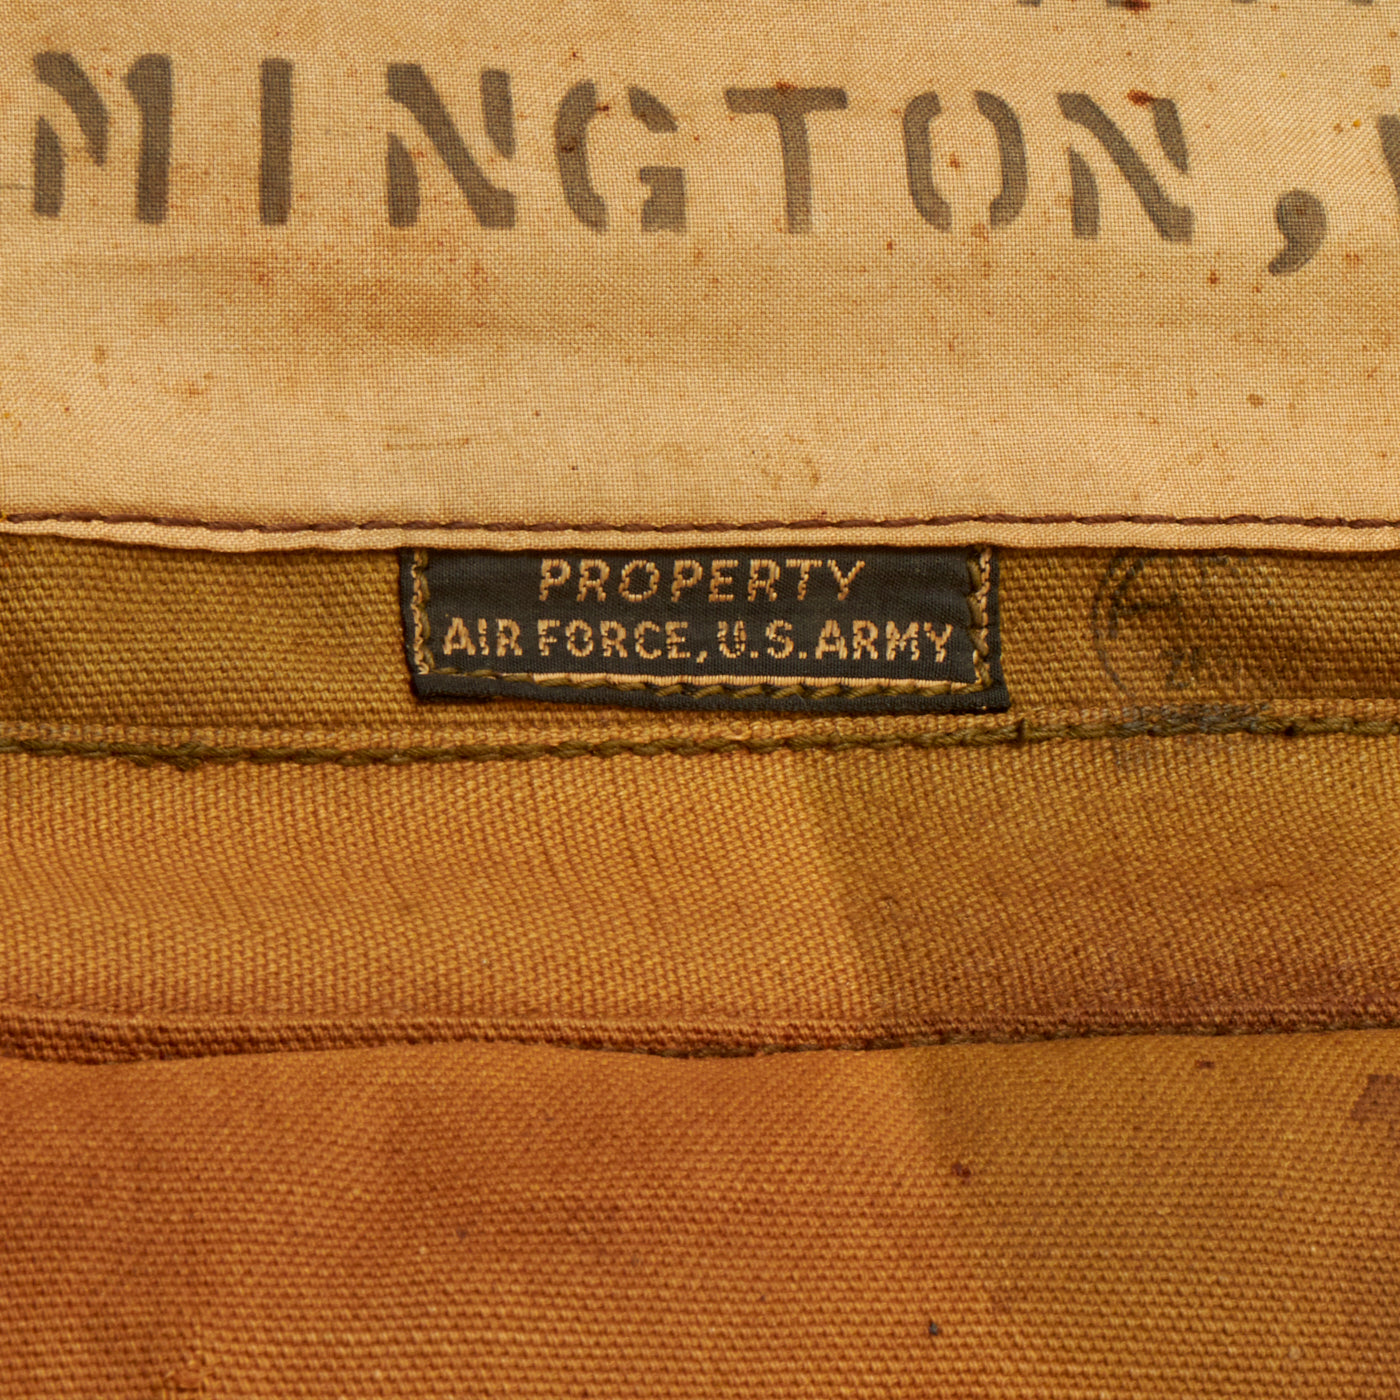 MINGTON,
PROPERTY
AIR FORCE, U.S. ARMY